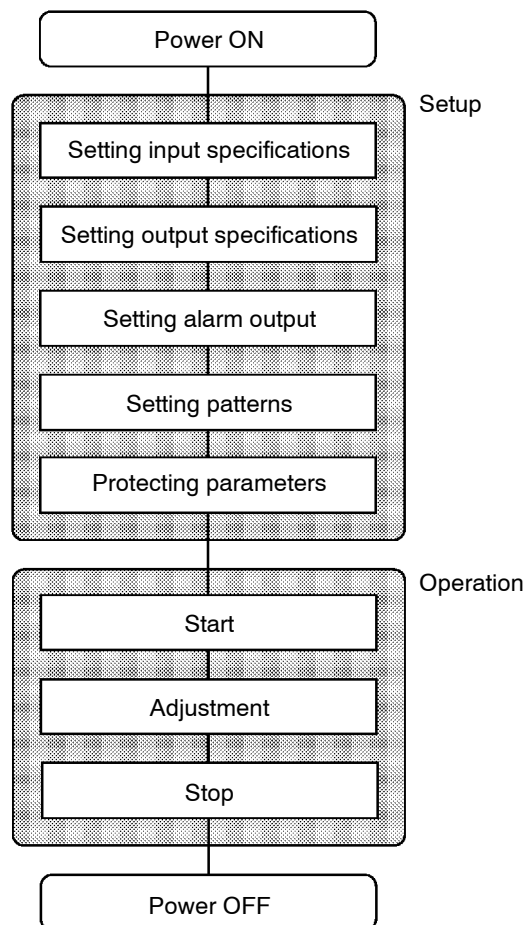 Power ON
Setup
Setting input specifications
Setting output specifications
Setting alarm output
Setting patterns
Protecting parameters
Operation
Start
Adjustment
Stop
Power OFF